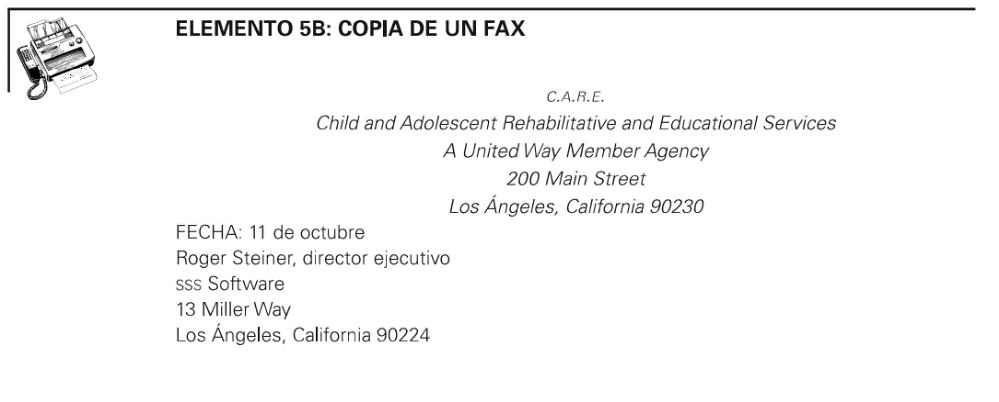 ELEMENTO 5B: COPIA DE UN FAX
C.A.R.E.
Child and Adolescent Rehabilitative and Educational Services
A United Way Member Agency
200 Main Street
Los Ángeles, California 90230
FECHA: 11 de octubre
Roger Steiner, director ejecutivo
sss Software
13 Miller Way
Los Ángeles, California 90224